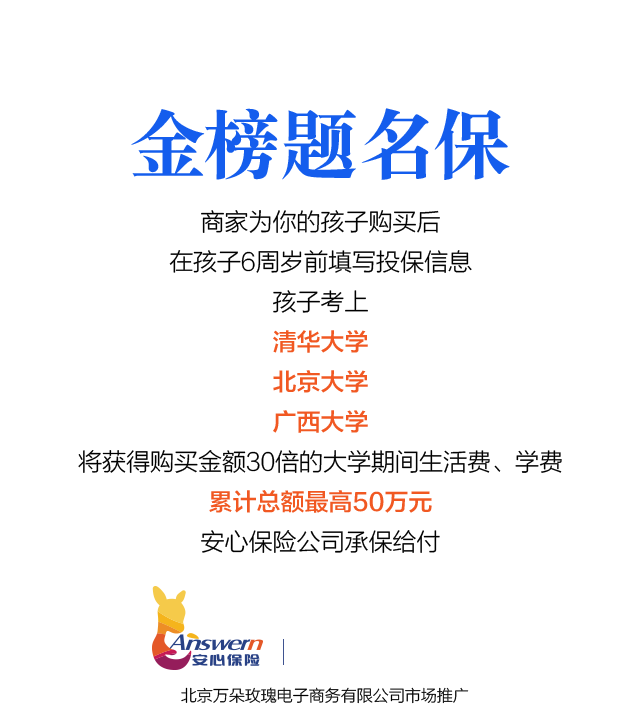 金榜题名保
商家为你的孩子购买后
在孩子6周岁前填写投保信息
孩子考上
清华大学
北京大学
广西大学
将获得购买金额30倍的大学期间生活费、学费
累计总额最高50万元
安心保险公司承保给付
Answern
安心保险
北京万朵玫瑰电子商务有限公司市场推广